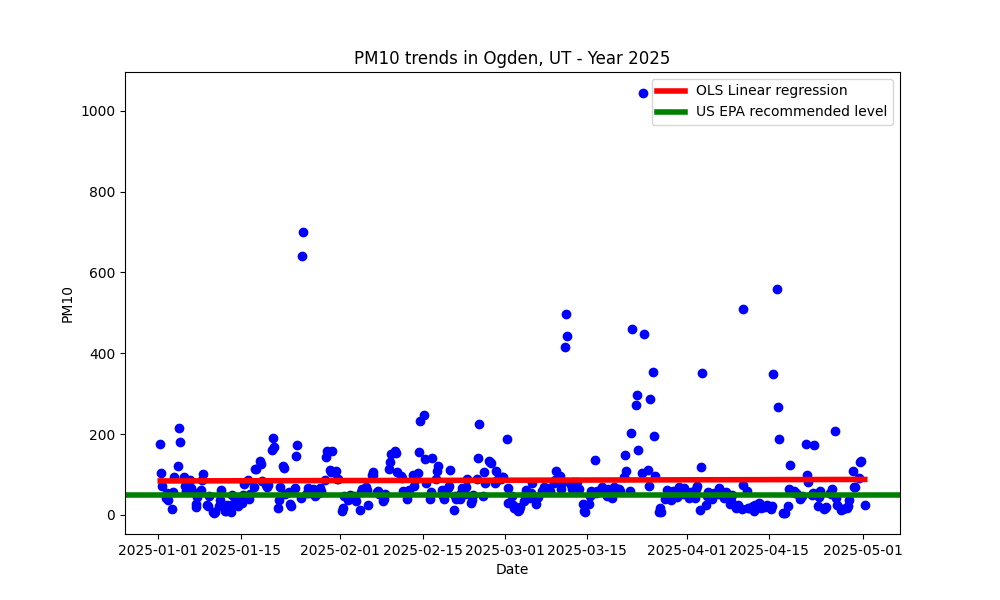 PM10 trends in Ogden, UT - Year 2025
OLS Linear regression
US EPA recommended level
1000
800
600
400
200
0
PM10
2025-01-01 2025-01-15 2025-02-01 2025-02-15 2025-03-01 2025-03-15 2025-04-01 2025-04-15 2025-05-01
Date